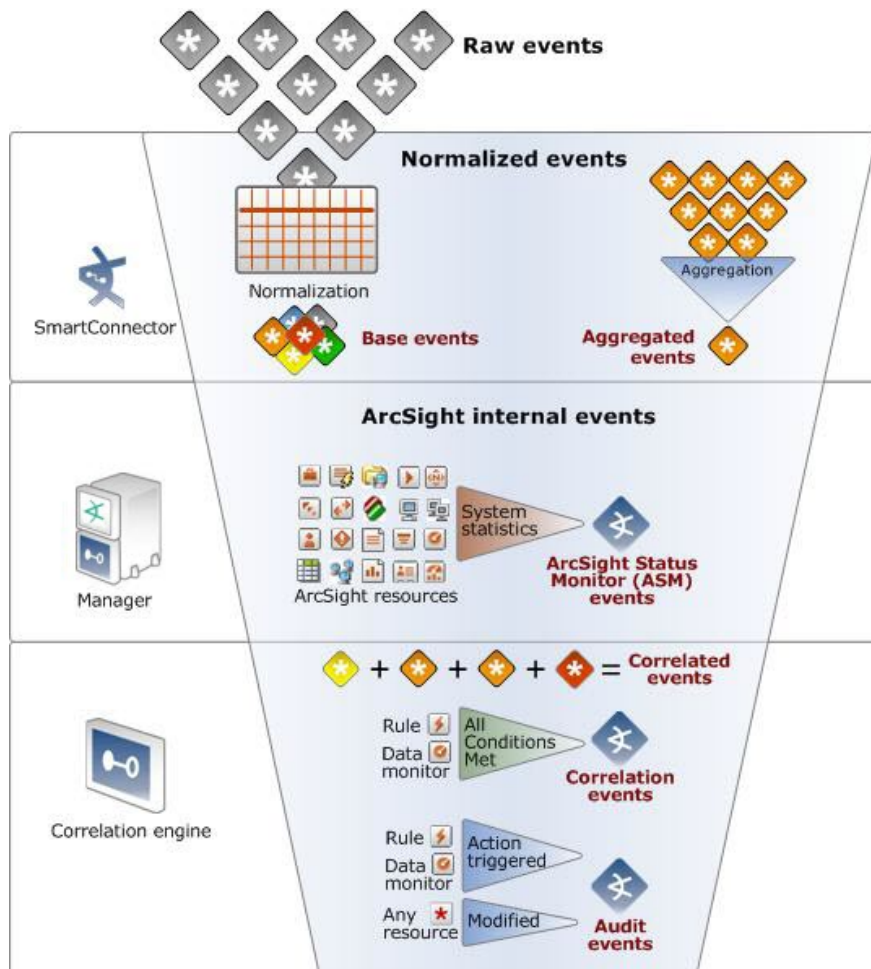 Raw events
Normalized events
Normalization
Aggregation
SmartConnector
Base events
Aggregated
events
ArcSight internal events
System
statistics
ArcSight resources
ArcSight Status
Monitor (ASM)
events
Manager
+ + + = Correlated
events
Rule
Data
monitor
All
Conditions
Met
Correlation
events
Correlation engine
Rule
Data
monitor
Action
triggered
Any
resource
Modified
Audit
events